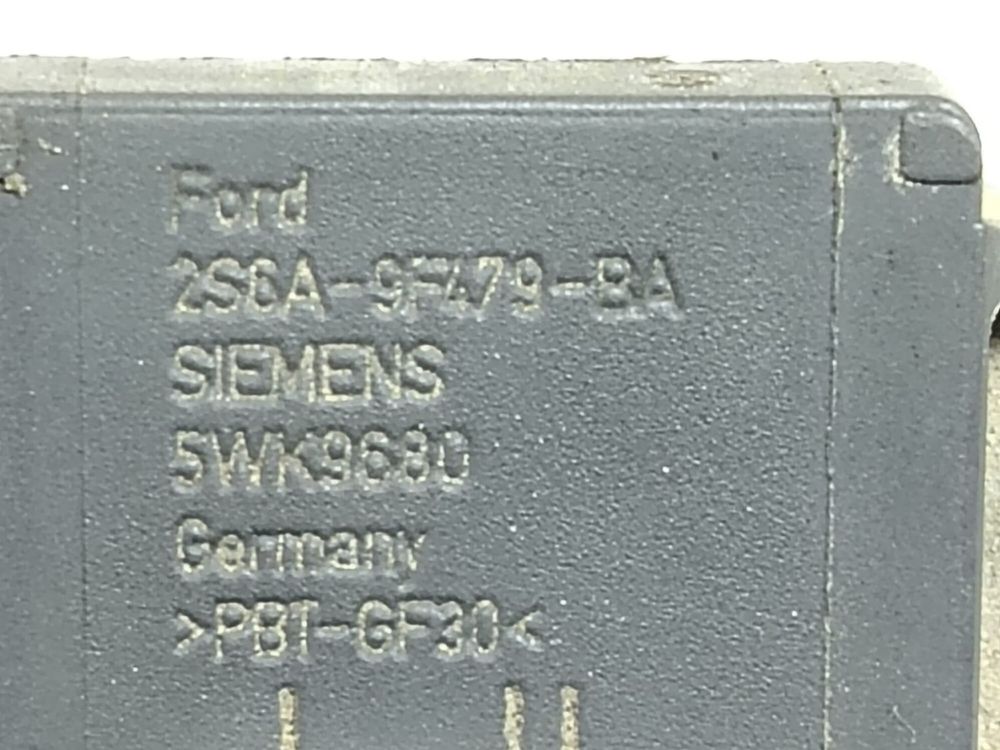 Ford
2S6A-9F479-BA
SIEMENS
5WK9680
Germany
>PBT-GF30<